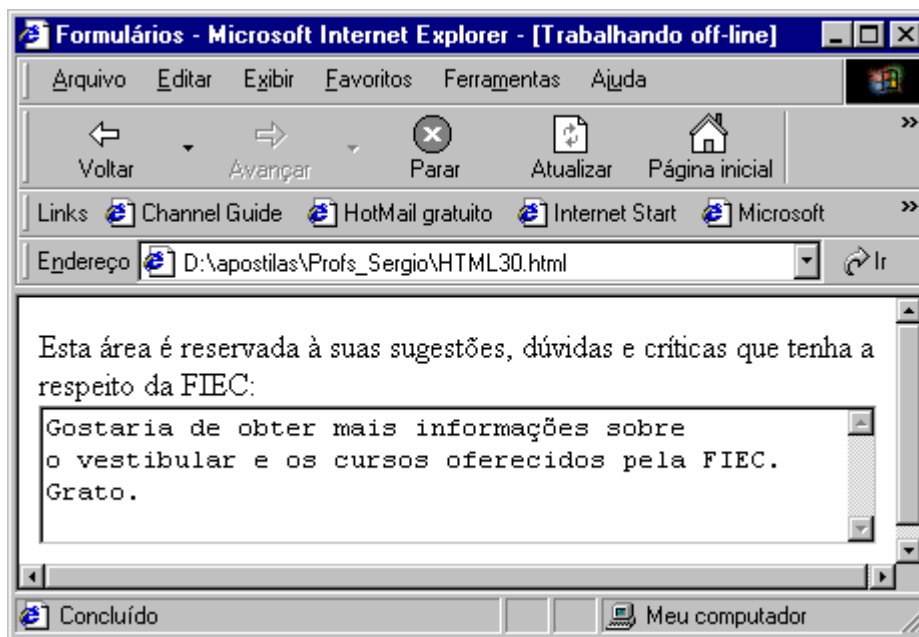 Formulários - Microsoft Internet Explorer - [Trabalhando off-line]
Arquivo Editar Exibir Favoritos Ferramentas Ajuda
Voltar Avançar Parar Atualizar Página inicial »
Links Channel Guide HotMail gratuito Internet Start Microsoft »
Endereço D:\apostilas\Profs_Sergio\HTML30.html Ir
Esta área é reservada à suas sugestões, dúvidas e críticas que tenha a
respeito da FIEC:
Gostaria de obter mais informações sobre
o vestibular e os cursos oferecidos pela FIEC.
Grato.
Concluído Meu computador